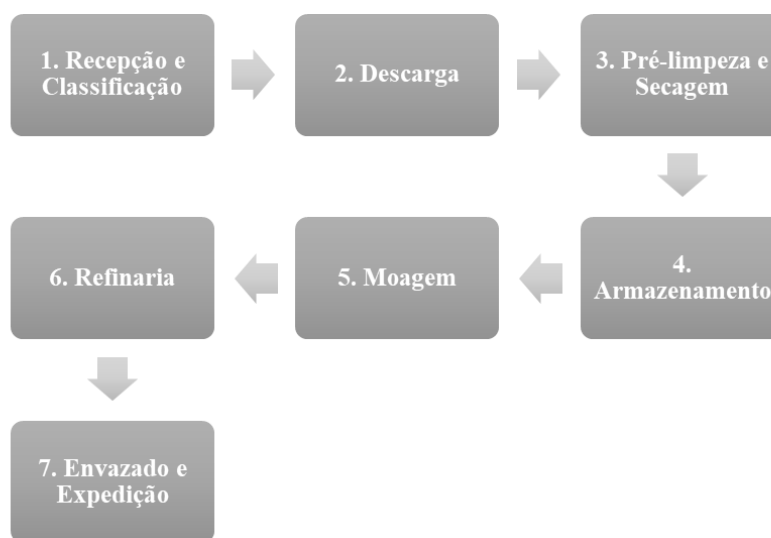 1. Recepção e
Classificação
2. Descarga
3. Pré-limpeza e
Secagem
4.
Armazenamento
5. Moagem
6. Refinaria
7. Envazado e
Expedição